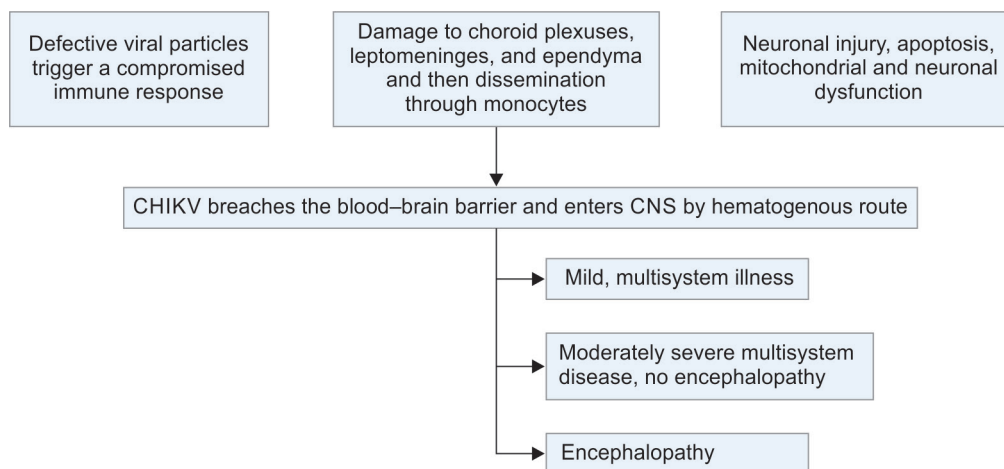 Defective viral particles
trigger a compromised
immune response
Damage to choroid plexuses,
leptomeninges, and ependyma
and then dissemination
through monocytes
Neuronal injury, apoptosis,
mitochondrial and neuronal
dysfunction
CHIKV breaches the blood–brain barrier and enters CNS by hematogenous route
Mild, multisystem illness
Moderately severe multisystem
disease, no encephalopathy
Encephalopathy